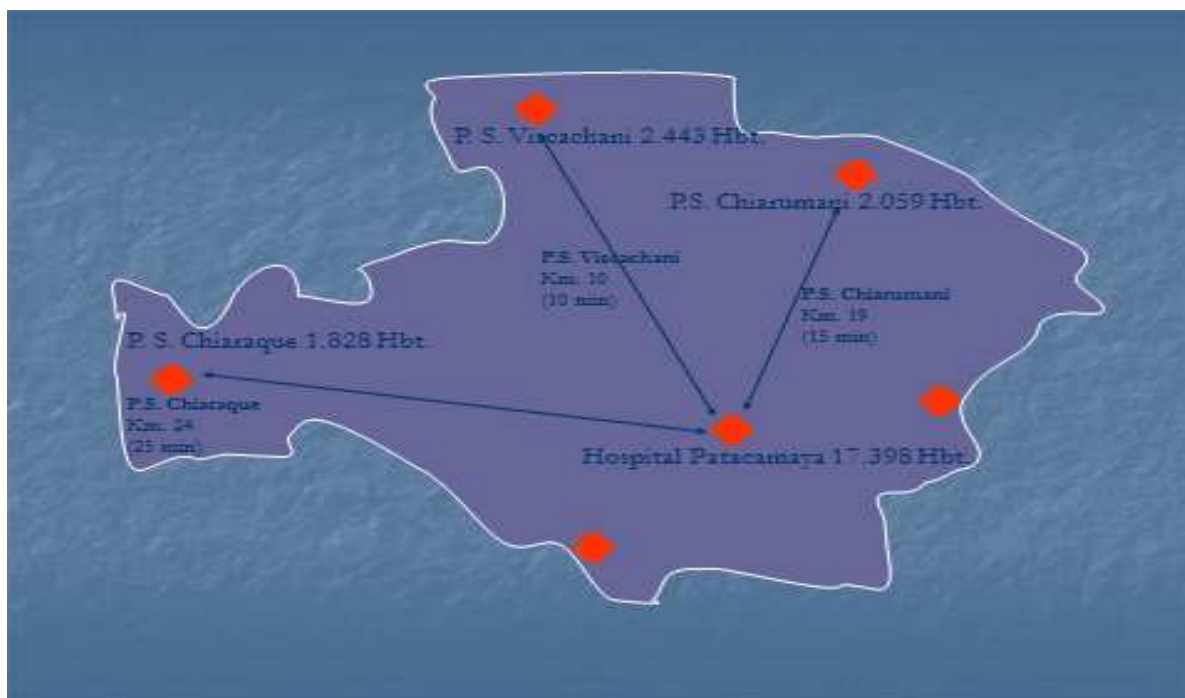 P. S. Viscachani 2.443 Hbt.
P.S. Chiarumani 2.059 Hbt.
P.S. Viscachani
Km. 10
(10 min)
P.S. Chiarumani
Km. 19
(15 min)
P. S. Chiaraque 1.828 Hbt.
P.S. Chiaraque
Km. 24
(25 min)
Hospital Patacamaya 17.398 Hbt.